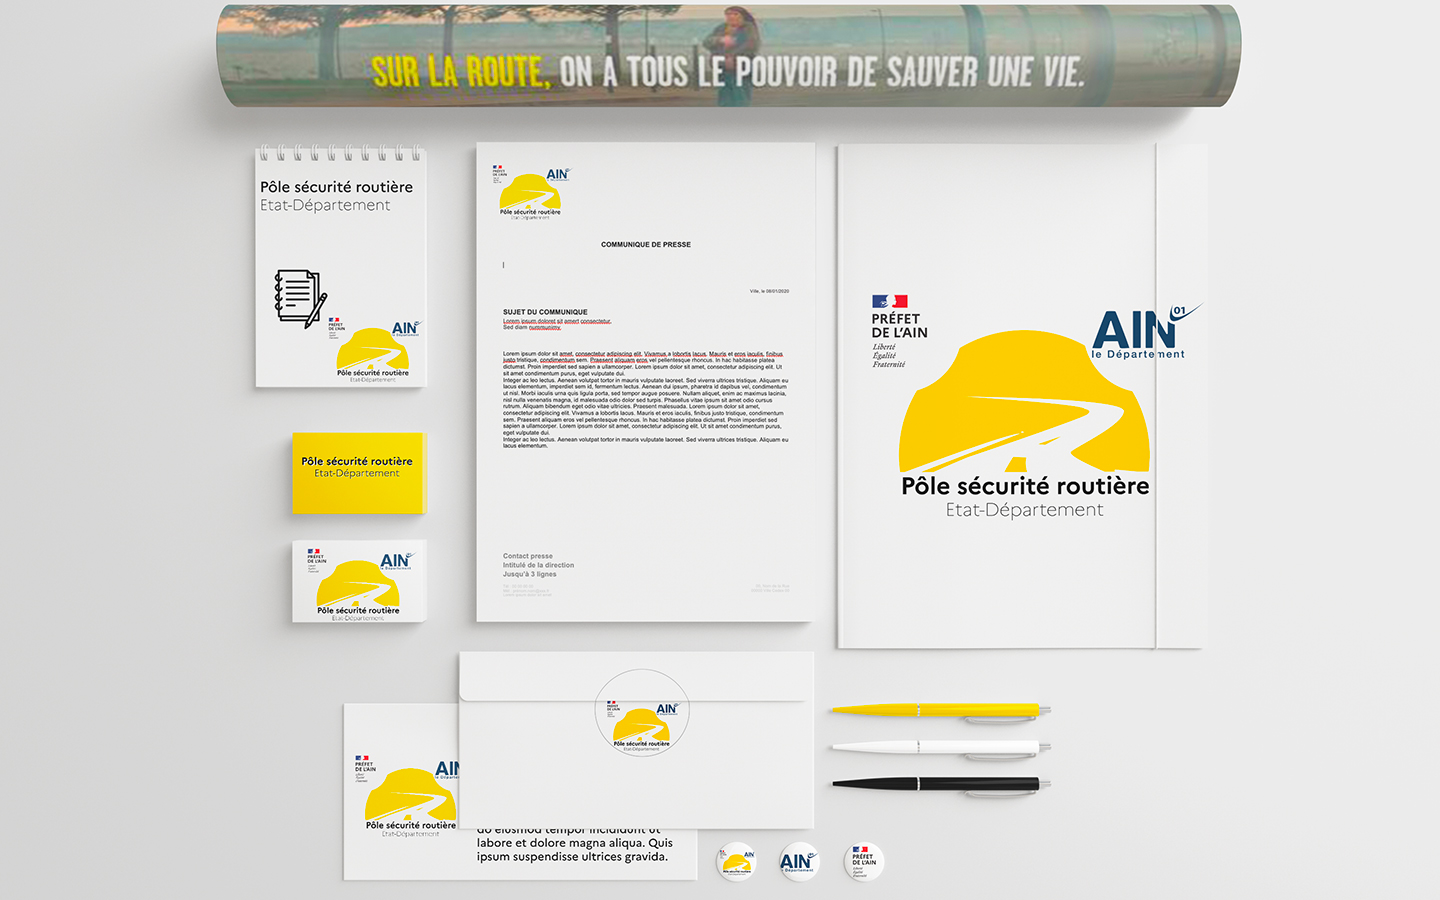 SUR LA ROUTE, ON A TOUS LE POUVOIR DE SAUVER UNE VIE.
Pôle sécurité routière
Etat-Département
PRÉFET
DE L'AIN
AIN
Pôle sécurité routière
Etat-Département
Pôle sécurité routière
Etat-Département
PRÉFET
DE L'AIN
AIN
le Département
Pôle sécurité routière
Etat-Département
PRÉFET
DE L'AIN
AIN
Pôle sécurité routière
Etat-Département
COMMUNIQUE DE PRESSE
Ville, le 08/01/2020
SUJET DU COMMUNIQUE
Lorem ipsum doloret sit amert consectetur.
Sed diam nummumny.
Lorem ipsum dolor sit amet, consectetur adipiscing elit. Vivamus a lobortis lacus. Mauris et eros iaculis, finibus
justo tristique, condimentum sem. Praesent aliquam eros vel pellentesque rhoncus. In hac habitasse platea
dictumst. Proin imperdiet sed sapien a ullamcorper. Lorem ipsum dolor sit amet, consectetur adipiscing elit. Ut
sit amet condimentum purus, eget vulputate dui.
Integer ac leo lectus. Aenean volutpat tortor in mauris vulputate laoreet. Sed viverra ultrices tristique. Aliquam eu
lacus elementum, imperdiet sem id, fermentum lectus. Aenean dui ipsum, pharetra id dapibus vel, condimentum
ut nisl. Morbi iaculis urna quis ligula porta, sed tempor augue posuere. Nullam aliquet, enim ac maximus lacinia,
nisl nulla venenatis magna, id malesuada odio dolor sed turpis. Phasellus vitae ipsum sit amet odio cursus
rutrum. Aliquam bibendum eget odio vitae ultricies. Praesent malesuada. Lorem ipsum dolor sit amet,
consectetur adipiscing elit. Vivamus a lobortis lacus. Mauris et eros iaculis, finibus justo tristique, condimentum
sem. Praesent aliquam eros vel pellentesque rhoncus. In hac habitasse platea dictumst. Proin imperdiet sed
sapien a ullamcorper. Lorem ipsum dolor sit amet, consectetur adipiscing elit. Ut sit amet condimentum purus,
eget vulputate dui.
Integer ac leo lectus. Aenean volutpat tortor in mauris vulputate laoreet. Sed viverra ultrices tristique. Aliquam eu
lacus elementum.
Contact presse
Intitulé de la direction
Jusqu'à 3 lignes
PRÉFET
DE L'AIN
Liberté
Égalité
Fraternité
AIN 01
le Département
Pôle sécurité routière
Etat-Département
PRÉFET
DE L'AIN
AIN
Pôle sécurité routière
Etat-Département
PRÉFET
DE L'AIN
AIN
le Départem
Pôle sécurité routière
Etat-Département
do eiusmod tempor incididunt ut
labore et dolore magna aliqua. Quis
ipsum suspendisse ultrices gravida.
AIN
AIN
le Département
PRÉFET
DE L'AIN
Liberté
Égalité
Fraternité